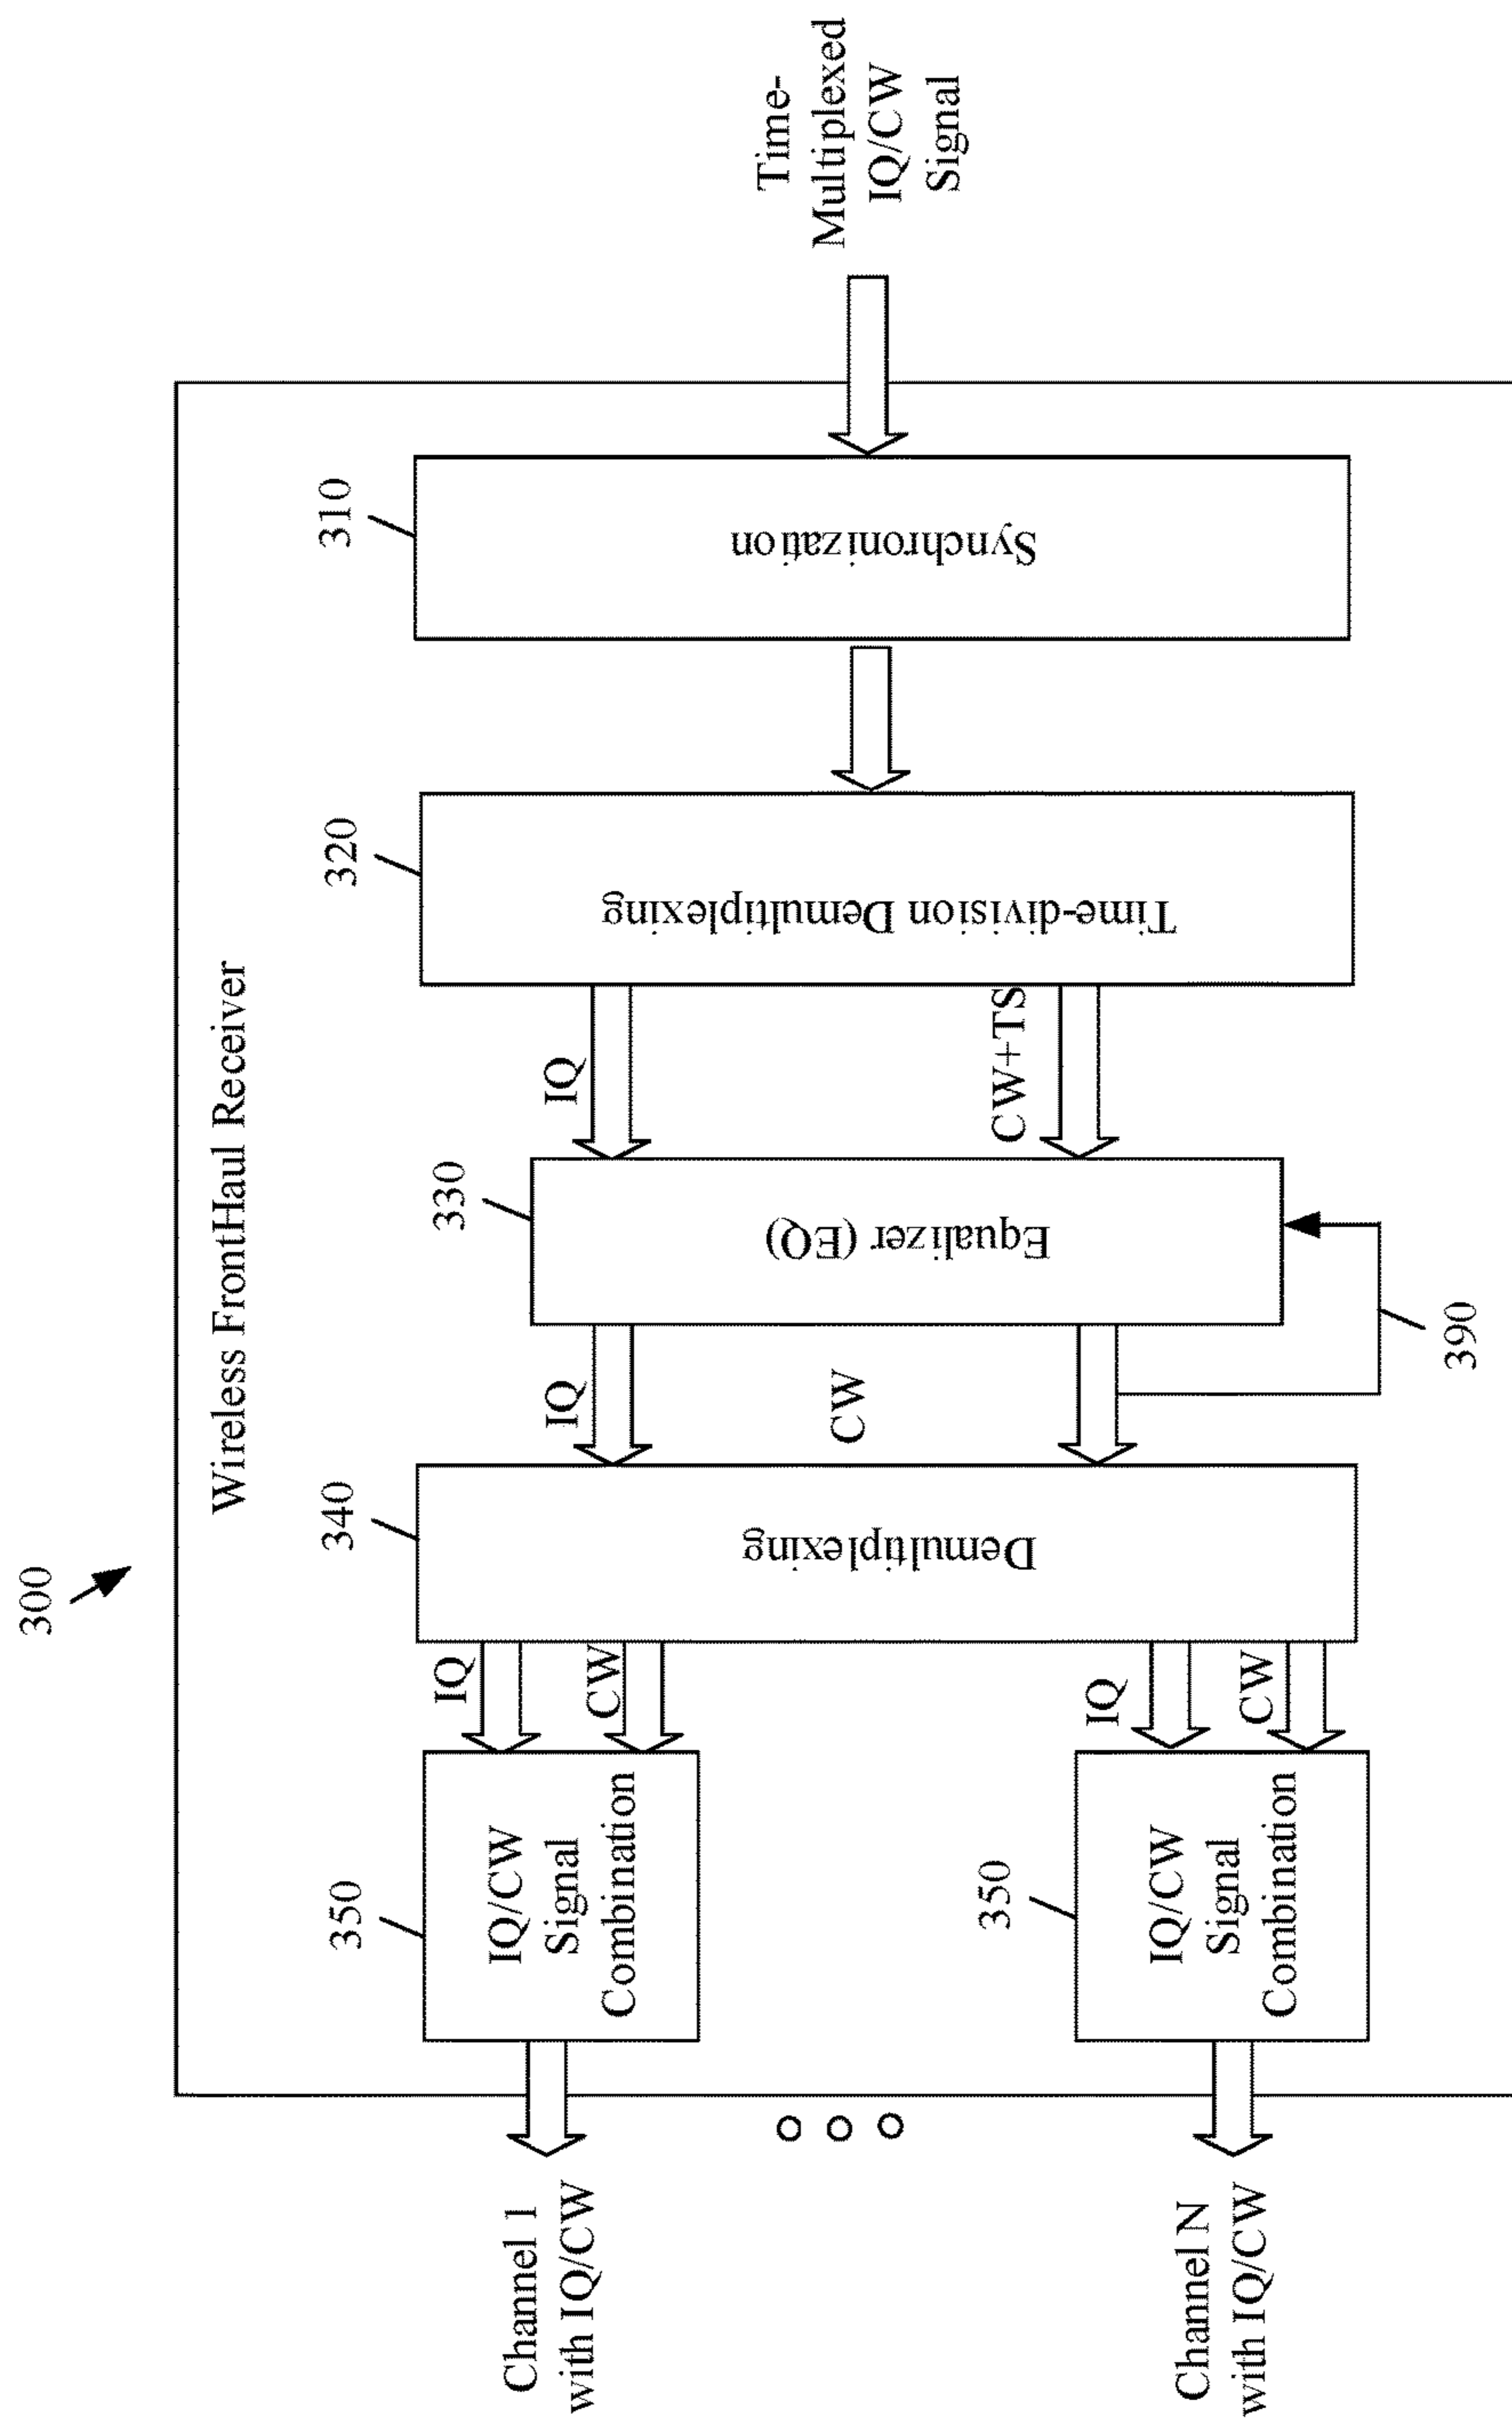 300
Wireless FrontHaul Receiver
Channel 1
with IQ/CW
350
IQ/CW
Signal
Combination
IQ
CW
340
Demultiplexing
IQ
CW
330
Equalizer (EQ)
390
IQ
CW+TS
320
Time-division Demultiplexing
310
Synchronization
Time-
Multiplexed
IQ/CW
Signal
Channel N
with IQ/CW
350
IQ/CW
Signal
Combination
IQ
CW